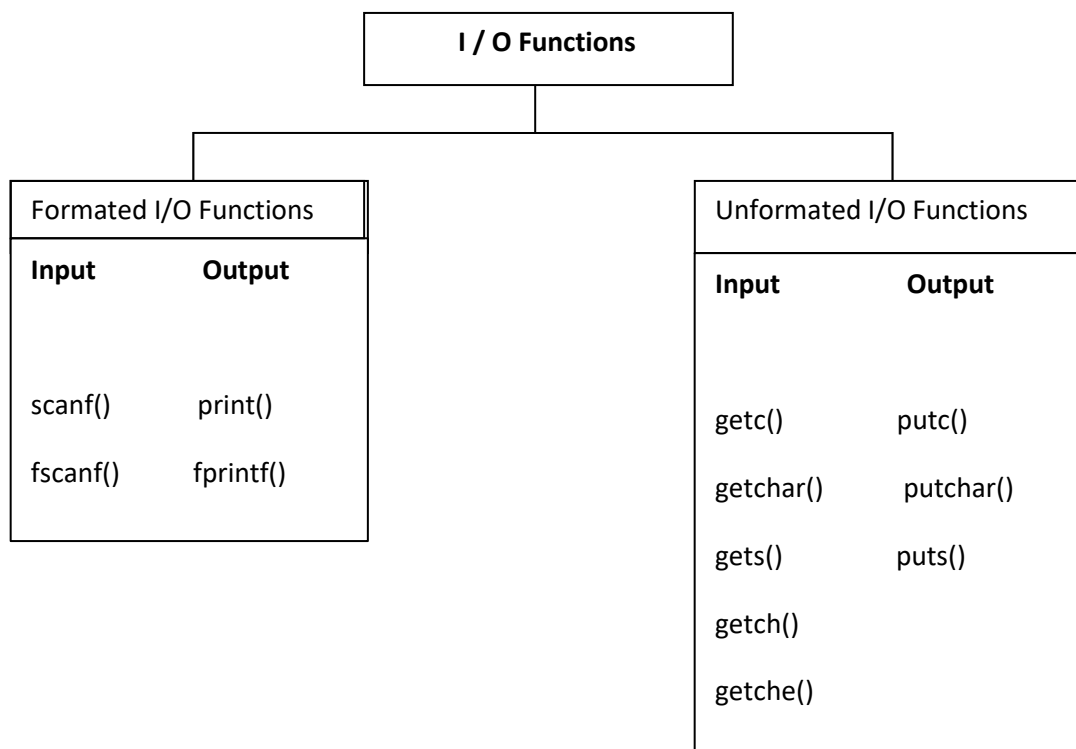 I / O Functions
Formated I/O Functions
Input Output
scanf() print()
fscanf() fprintf()
Unformated I/O Functions
Input Output
getc() putc()
getchar() putchar()
gets() puts()
getch()
getche()